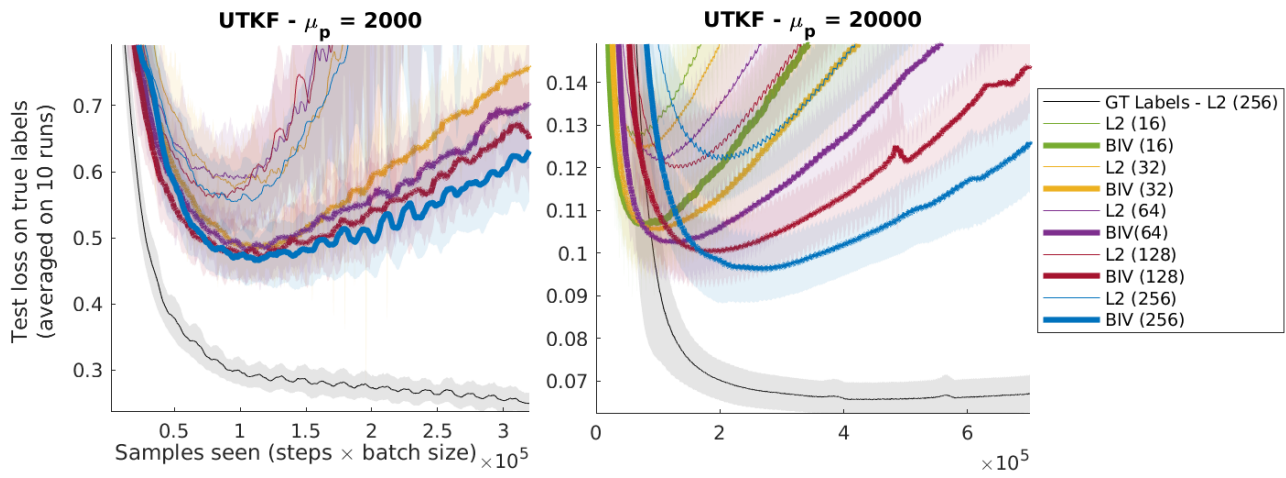 UTKF - μp = 2000
UTKF - μp = 20000
Test loss on true labels
(averaged on 10 runs)
0.7
0.6
0.5
0.4
0.3
0.5
1
1.5
2
2.5
3
Samples seen (steps × batch size)
×10⁵
0.14
0.13
0.12
0.11
0.1
0.09
0.08
0.07
0
2
4
6
×10⁵
GT Labels - L2 (256)
L2 (16)
BIV (16)
L2 (32)
BIV (32)
L2 (64)
BIV(64)
L2 (128)
BIV (128)
L2 (256)
BIV (256)